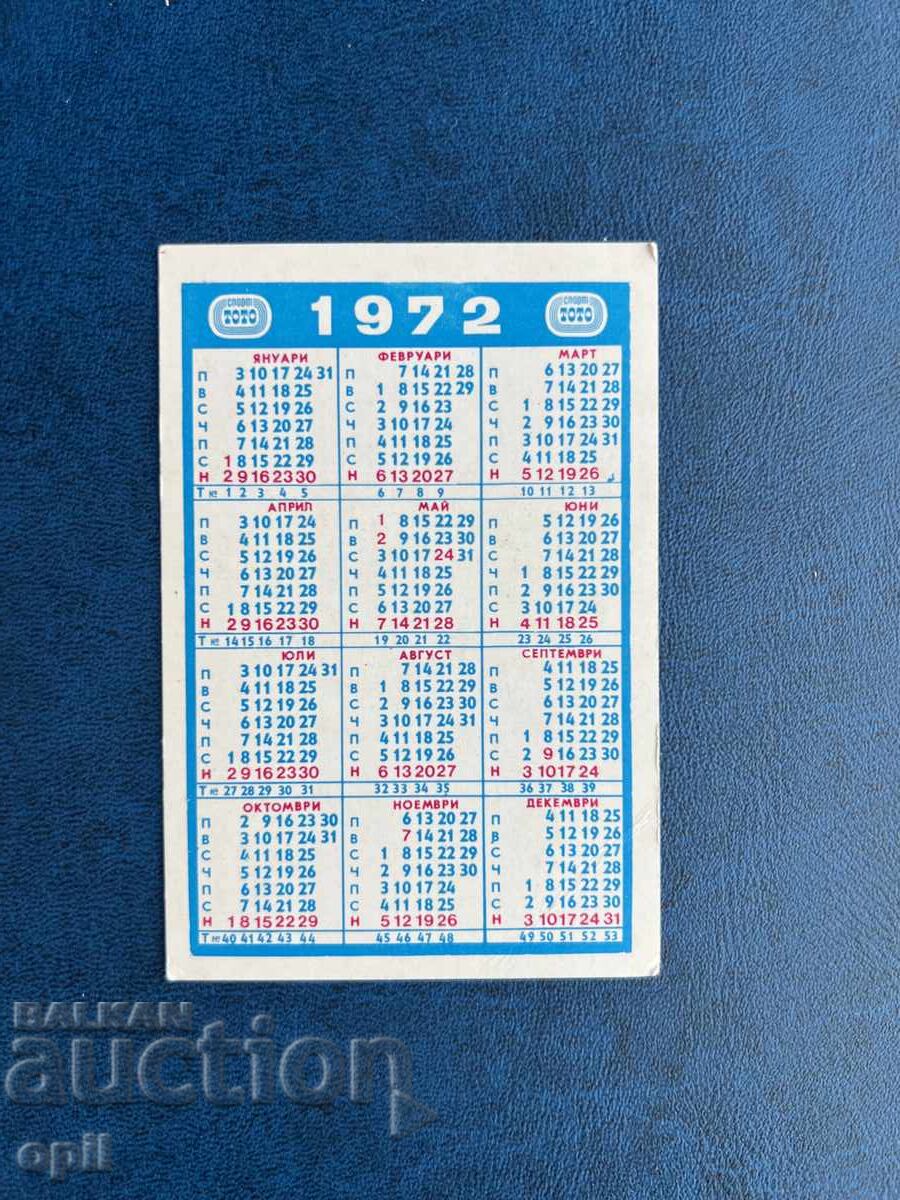 спорт ТОТО 1972 спорт ТОТО
ЯНУАРИ
П 3 10 17 24 31
В 4 11 18 25
С 5 12 19 26
Ч 6 13 20 27
П 7 14 21 28
С 1 8 15 22 29
Н 2 9 16 23 30
Т № 1 2 3 4 5
ФЕВРУАРИ
П 7 14 21 28
В 1 8 15 22 29
С 2 9 16 23
Ч 3 10 17 24
П 4 11 18 25
С 5 12 19 26
Н 6 13 20 27
6 7 8 9
МАРТ
П 6 13 20 27
В 7 14 21 28
С 1 8 15 22 29
Ч 2 9 16 23 30
П 3 10 17 24 31
С 4 11 18 25
Н 5 12 19 26
10 11 12 13
АПРИЛ
П 3 10 17 24
В 4 11 18 25
С 5 12 19 26
Ч 6 13 20 27
П 7 14 21 28
С 1 8 15 22 29
Н 2 9 16 23 30
Т № 14 15 16 17 18
МАЙ
П 1 8 15 22 29
В 2 9 16 23 30
С 3 10 17 24 31
Ч 4 11 18 25
П 5 12 19 26
С 6 13 20 27
Н 7 14 21 28
19 20 21 22
ЮНИ
П 5 12 19 26
В 6 13 20 27
С 7 14 21 28
Ч 1 8 15 22 29
П 2 9 16 23 30
С 3 10 17 24
Н 4 11 18 25
23 24 25 26
ЮЛИ
П 3 10 17 24 31
В 4 11 18 25
С 5 12 19 26
Ч 6 13 20 27
П 7 14 21 28
С 1 8 15 22 29
Н 2 9 16 23 30
Т № 27 28 29 30 31
АВГУСТ
П 7 14 21 28
В 1 8 15 22 29
С 2 9 16 23 30
Ч 3 10 17 24 31
П 4 11 18 25
С 5 12 19 26
Н 6 13 20 27
32 33 34 35
СЕПТЕМВРИ
П 4 11 18 25
В 5 12 19 26
С 6 13 20 27
Ч 7 14 21 28
П 1 8 15 22 29
С 2 9 16 23 30
Н 3 10 17 24
36 37 38 39
ОКТОМВРИ
П 2 9 16 23 30
В 3 10 17 24 31
С 4 11 18 25
Ч 5 12 19 26
П 6 13 20 27
С 7 14 21 28
Н 1 8 15 22 29
Т № 40 41 42 43 44
НОЕМВРИ
П 6 13 20 27
В 7 14 21 28
С 1 8 15 22 29
Ч 2 9 16 23 30
П 3 10 17 24
С 4 11 18 25
Н 5 12 19 26
45 46 47 48
ДЕКЕМВРИ
П 4 11 18 25
В 5 12 19 26
С 6 13 20 27
Ч 7 14 21 28
П 1 8 15 22 29
С 2 9 16 23 30
Н 3 10 17 24 31
49 50 51 52 53
BALKAN
auction
opil